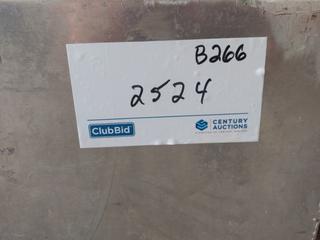 B266
2524
ClubBid
CENTURY
AUCTIONS